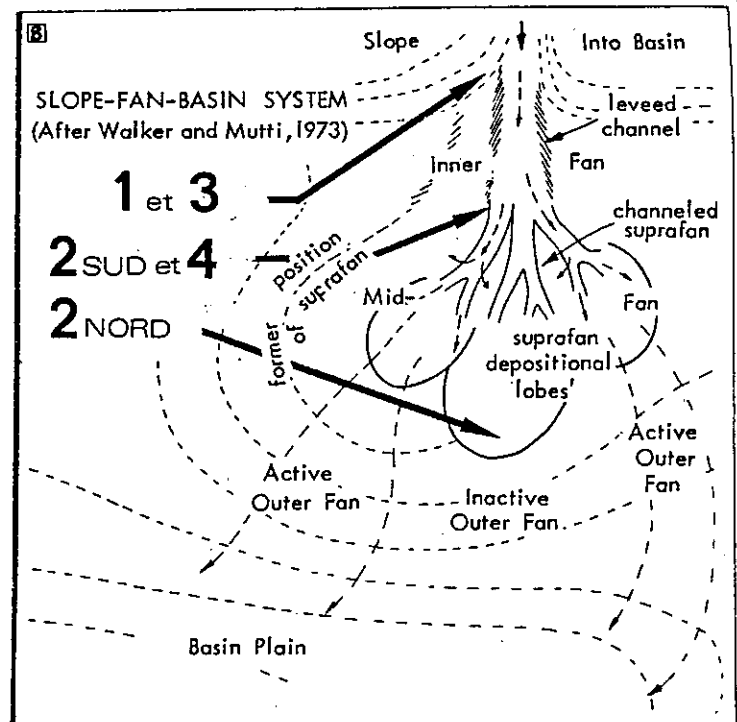 B
Slope
Into Basin
SLOPE-FAN-BASIN SYSTEM
(After Walker and Mutti, 1973)
leveed
channel
Inner
Fan
1 et 3
channeled
suprafan
2 SUD et 4
position
suprafan
Mid-
Fan
2 NORD
former
of
suprafan
depositional
'lobes'
Active
Outer
Fan
Active
Outer Fan
Inactive
Outer Fan
Basin Plain